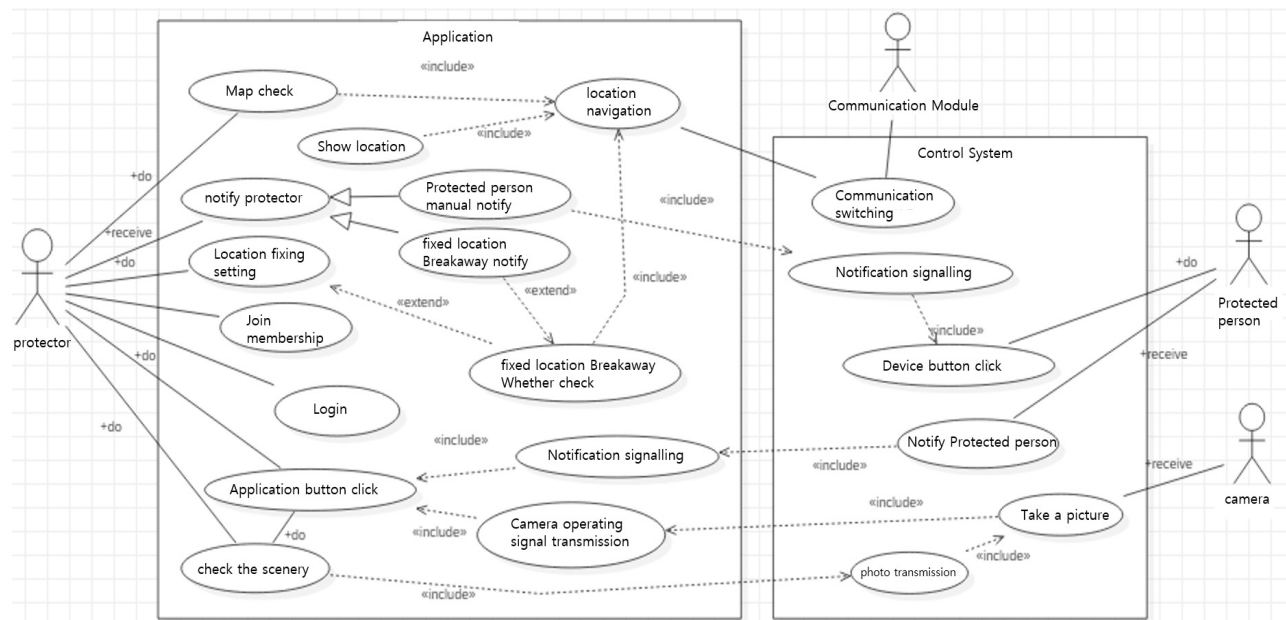 Application
«include»
Map check
location
navigation
Communication Module
«include»
Show location
Control System
+do
Protected person
manual notify
notify protector
«include»
Communication
switching
+receive
+do
Location fixing
setting
fixed location
Breakaway notify
«include»
Notification signalling
+do
«extend»
«extend»
Protected
person
Join
membership
protector
«include»
+do
fixed location Breakaway
Whether check
Device button click
+receive
Login
+do
«include»
Notify Protected person
Notification signalling
«include»
+receive
Application button click
camera
«include»
Take a picture
Camera operating
signal transmission
«include»
+do
«include»
check the scenery
photo transmission
«include»